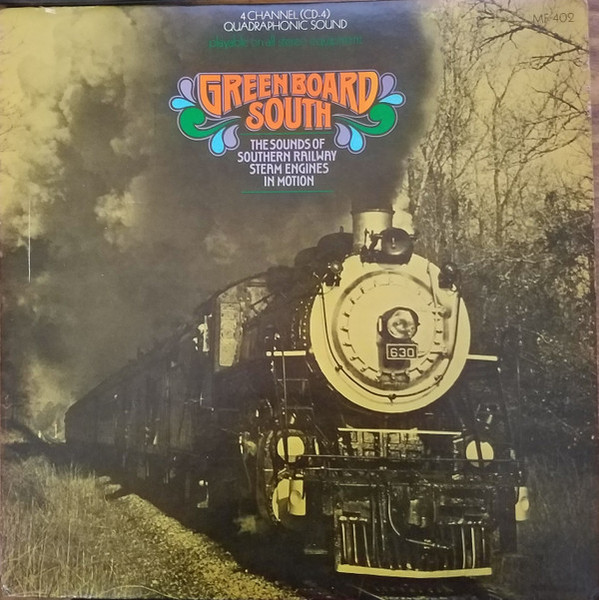 4 CHANNEL (CD-4)
QUADRAPHONIC SOUND
playable on all stereo equipment
MF 402
GREEN BOARD
SOUTH
THE SOUNDS OF
SOUTHERN RAILWAY
STEAM ENGINES
IN MOTION
630